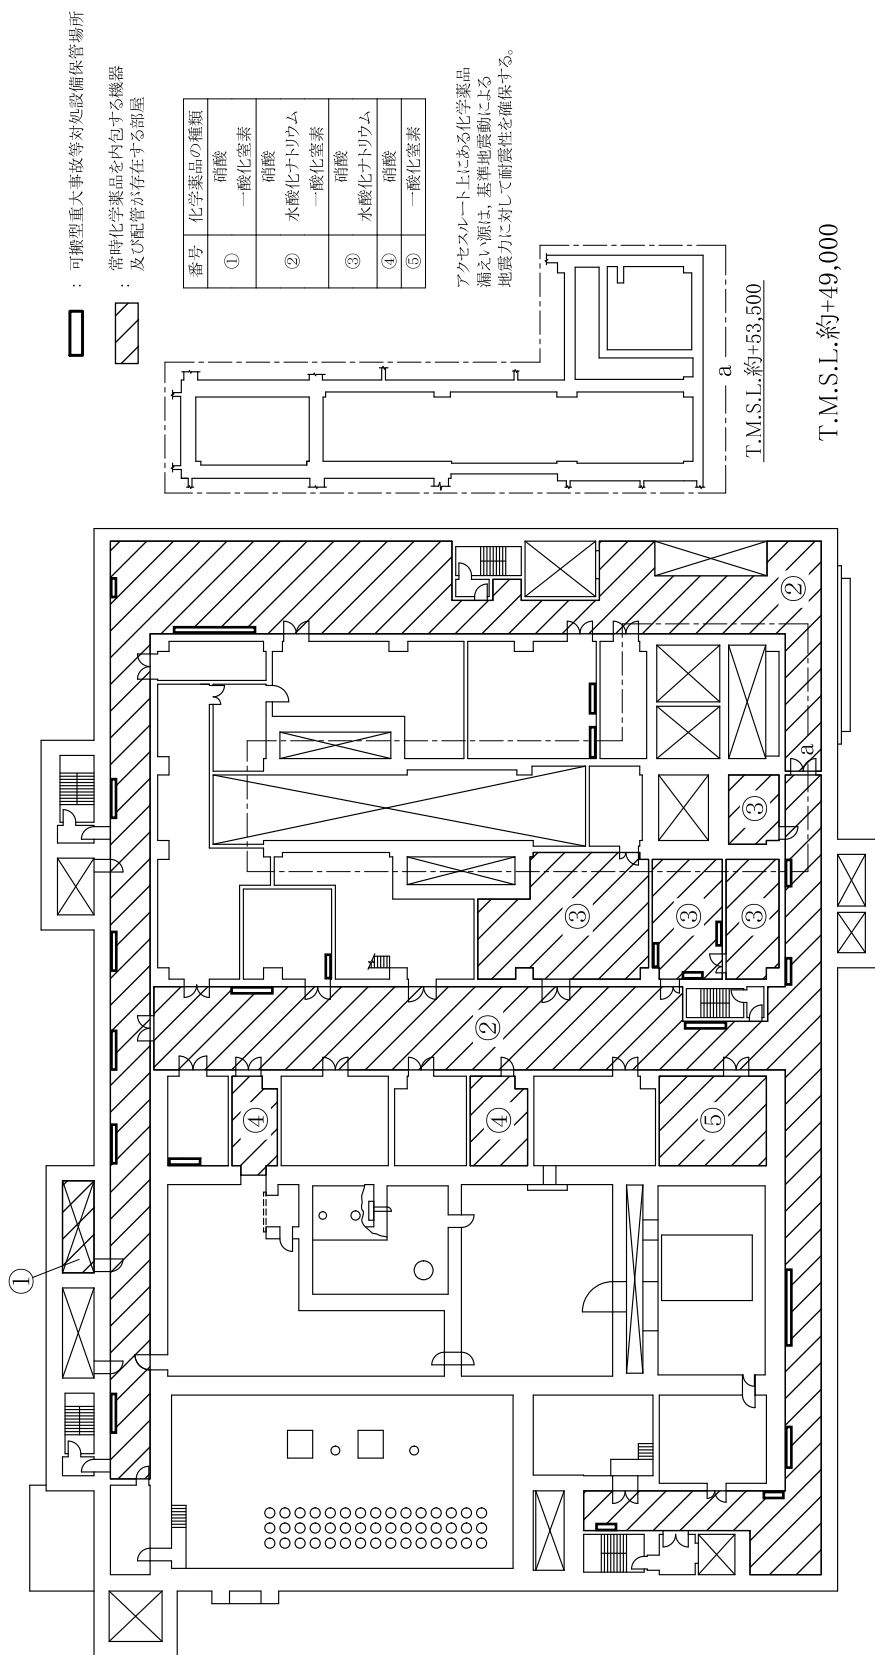 ：可搬型重大事故等対処設備保管場所
：常時化学薬品を内包する機器
及び配管が存在する部屋
番号 化学薬品の種類
① 硝酸
一酸化窒素
② 硝酸
水酸化ナトリウム
一酸化窒素
③ 硝酸
水酸化ナトリウム
④ 硝酸
⑤ 一酸化窒素
アクセスルート上にある化学薬品
漏えい源は，基準地震動による
地震力に対して耐震性を確保する。
a
T.M.S.L.約+53,500
T.M.S.L.約+49,000
②
a
③
③
③
③
②
④
④
⑤
①